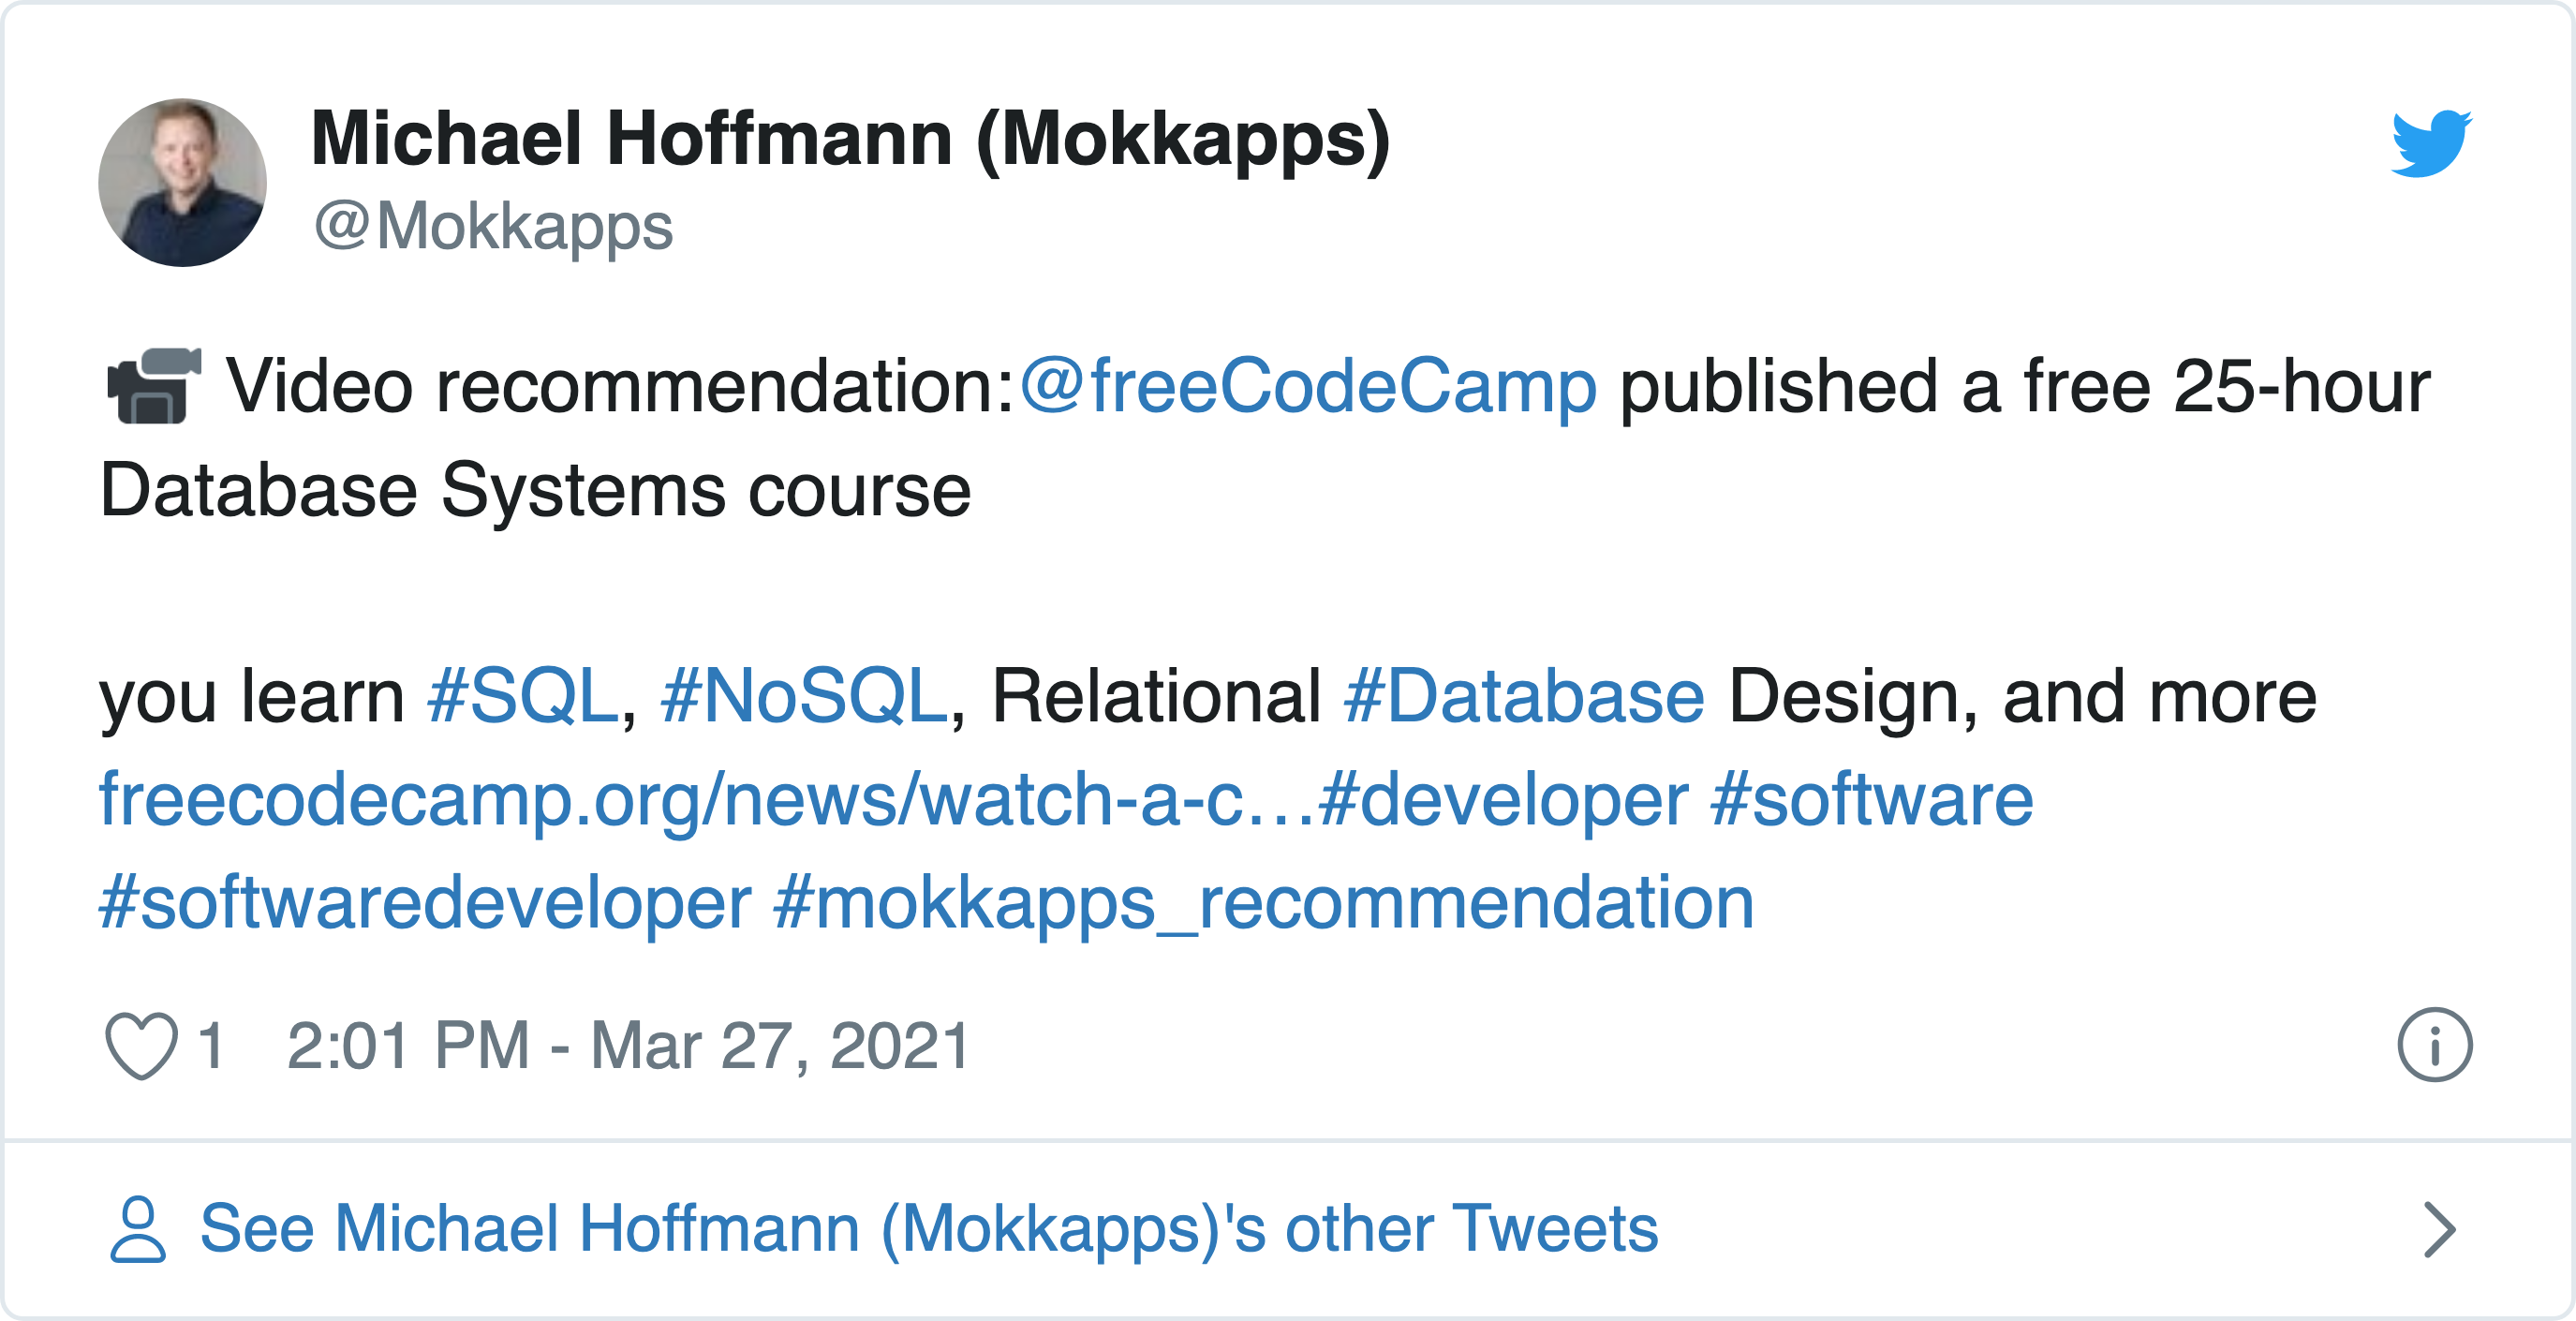 Michael Hoffmann (Mokkapps)
@Mokkapps
Video recommendation:@freeCodeCamp published a free 25-hour
Database Systems course
you learn #SQL, #NoSQL, Relational #Database Design, and more
freecodecamp.org/news/watch-a-c…#developer #software
#softwaredeveloper #mokkapps_recommendation
1 2:01 PM - Mar 27, 2021
See Michael Hoffmann (Mokkapps)'s other Tweets